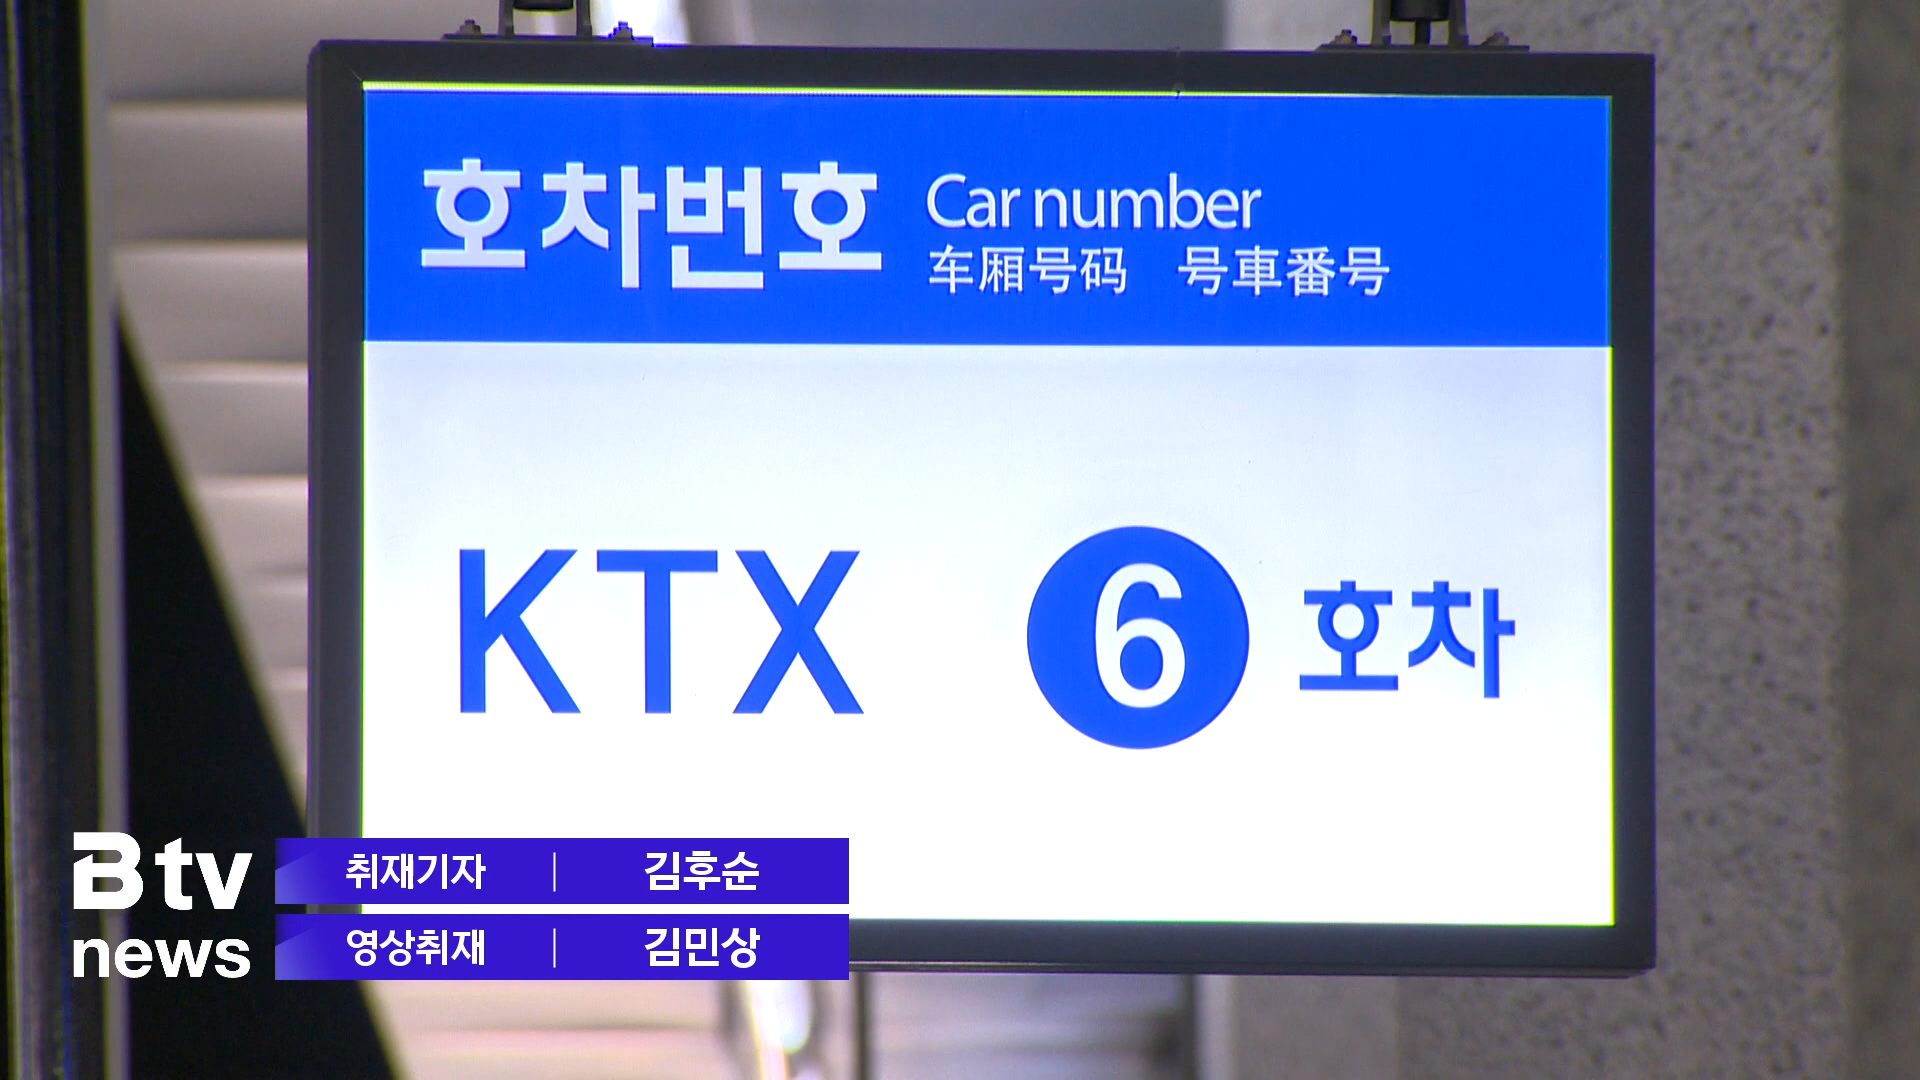 호차번호 Car number
车厢号码 号車番号
KTX 6 호차
B tv news
취재기자 | 김후순
영상취재 | 김민상